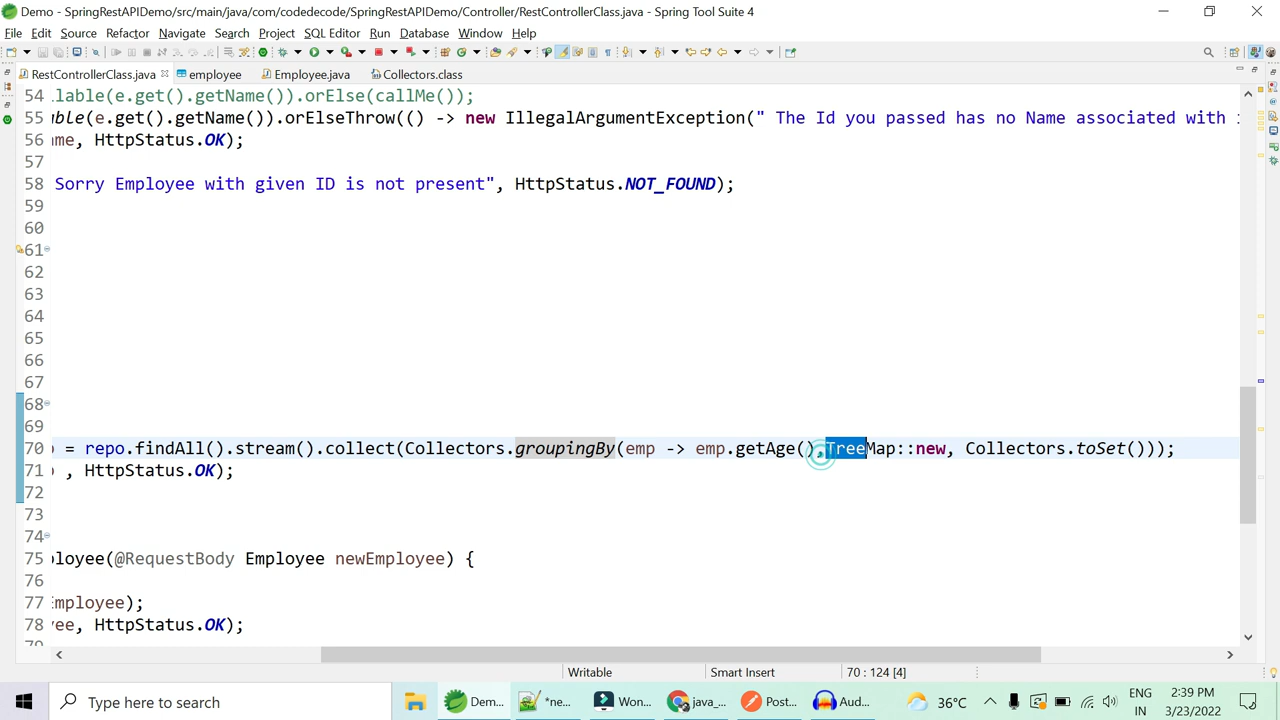 Demo - SpringRestAPIDemo/src/main/java/com/codedecode/SpringRestAPIDemo/Controller/RestControllerClass.java - Spring Tool Suite 4
File Edit Source Refactor Navigate Search Project SQL Editor Run Database Window Help
RestControllerClass.java employee Employee.java Collectors.class
54 lable(e.get().getName()).orElse(callMe());
55 able(e.get().getName()).orElseThrow(() -> new IllegalArgumentException(" The Id you passed has no Name associated with i
56 me, HttpStatus.OK);
57
58 Sorry Employee with given ID is not present", HttpStatus.NOT_FOUND);
59
60
61
62
63
64
65
66
67
68
69
70 = repo.findAll().stream().collect(Collectors.groupingBy(emp -> emp.getAge(),TreeMap::new, Collectors.toSet()));
71 , HttpStatus.OK);
72
73
74
75 loyee(@RequestBody Employee newEmployee) {
76
77 mployee);
78 ee, HttpStatus.OK);
79
Writable Smart Insert 70 : 124 [4]
Type here to search Dem... *ne... Won... java_... Post... Aud... 36°C ENG IN 2:39 PM 3/23/2022